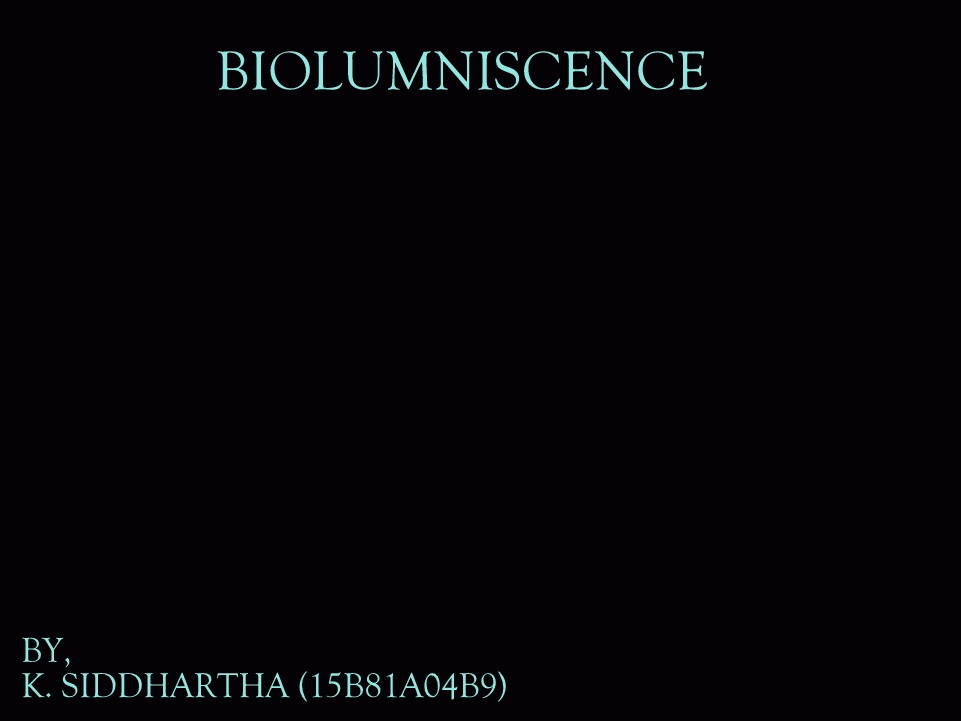 BIOLUMNISCENCE
BY,
K. SIDDHARTHA (15B81A04B9)